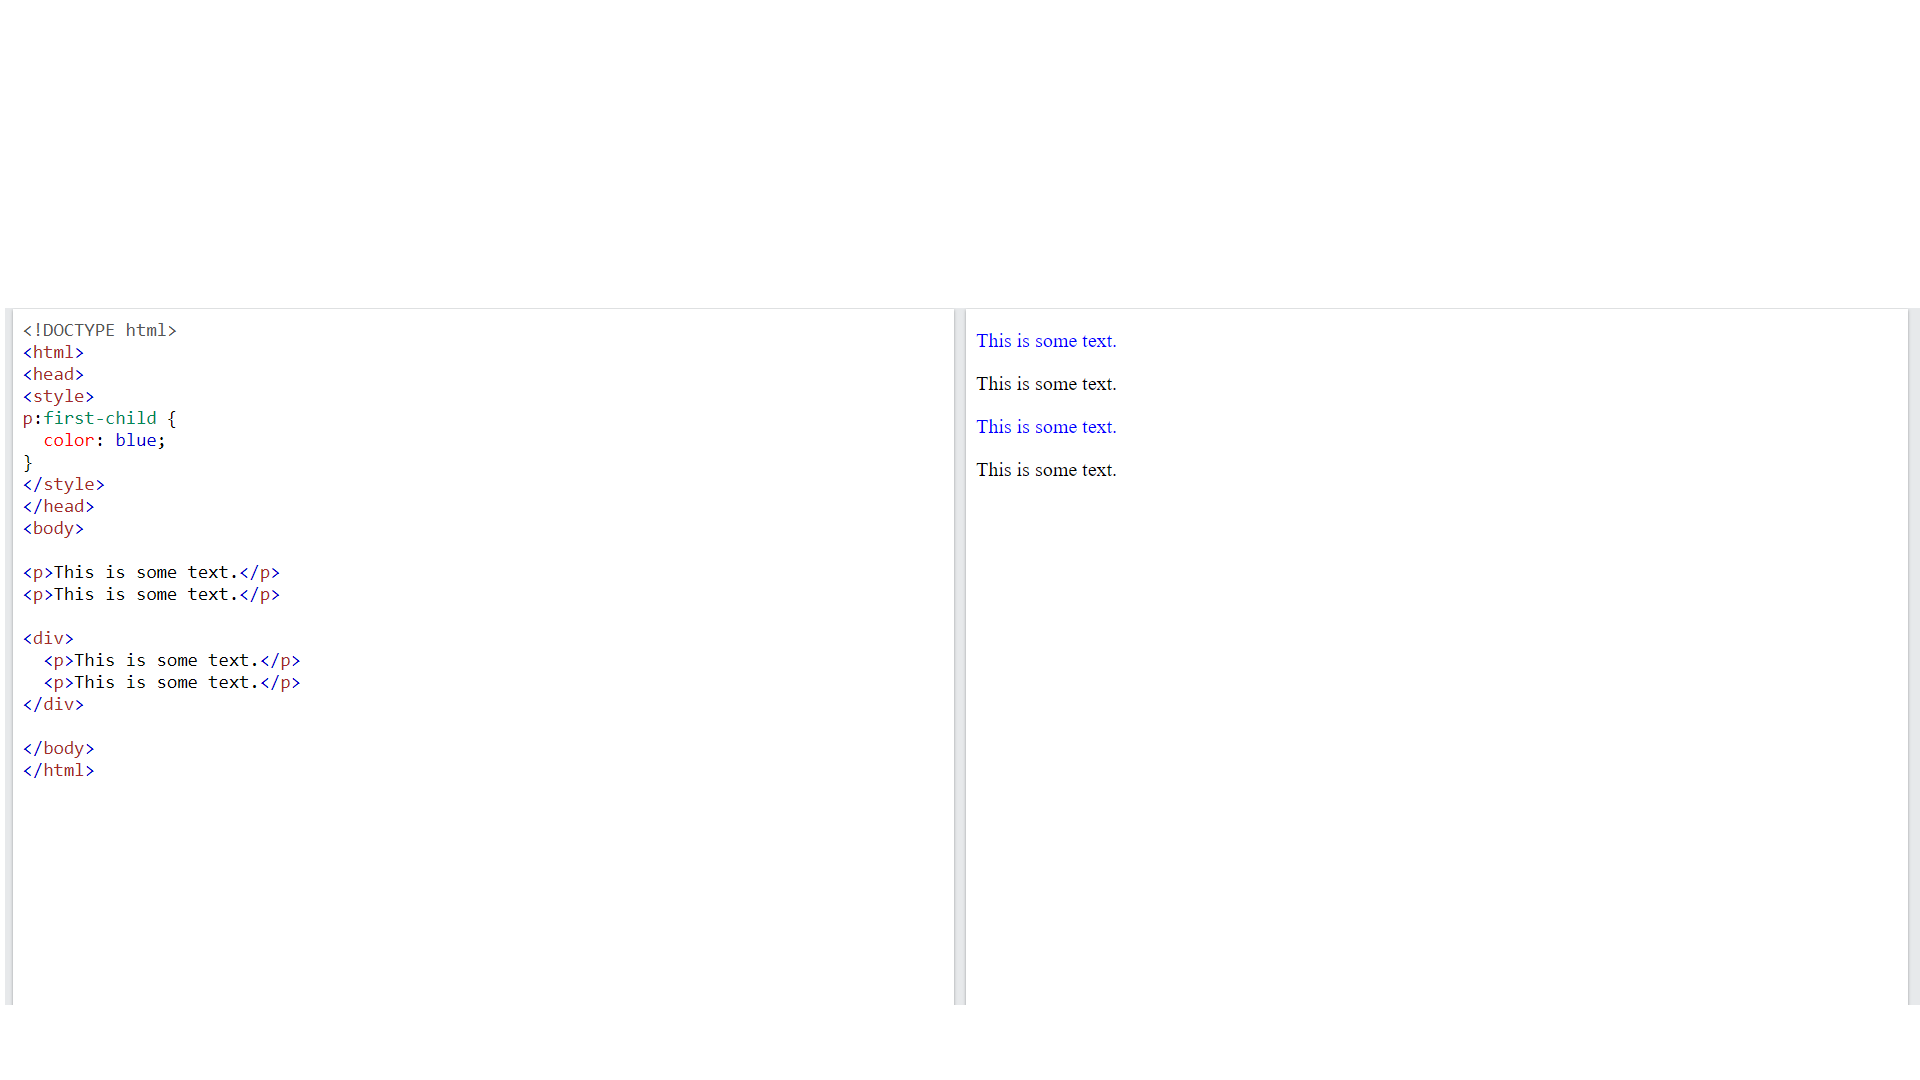 <!DOCTYPE html>
<html>
<head>
<style>
p:first-child {
  color: blue;
}
</style>
</head>
<body>

<p>This is some text.</p>
<p>This is some text.</p>

<div>
  <p>This is some text.</p>
  <p>This is some text.</p>
</div>

</body>
</html>
This is some text.
This is some text.
This is some text.
This is some text.